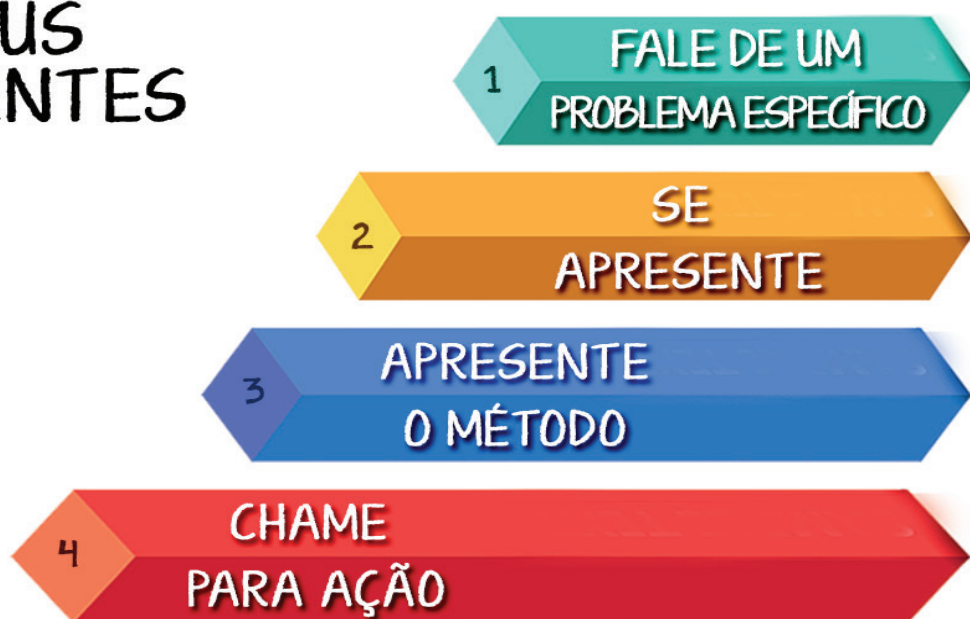 US
NTES
1
FALE DE UM
PROBLEMA ESPECÍFICO
2
SE
APRESENTE
3
APRESENTE
O MÉTODO
4
CHAME
PARA AÇÃO